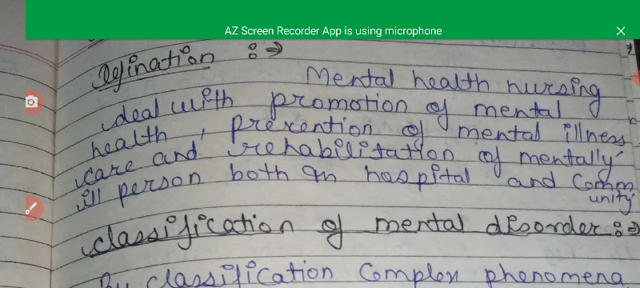 AZ Screen Recorder App is using microphone
Defination :⇒
Mental health nursing
deal with promotion of mental
health, prevention of mental illness
care and rehabilitation of mentally
ill person both in hospital and Comm
unity
classification of mental disorder :⇒
By classification Complex phenomena